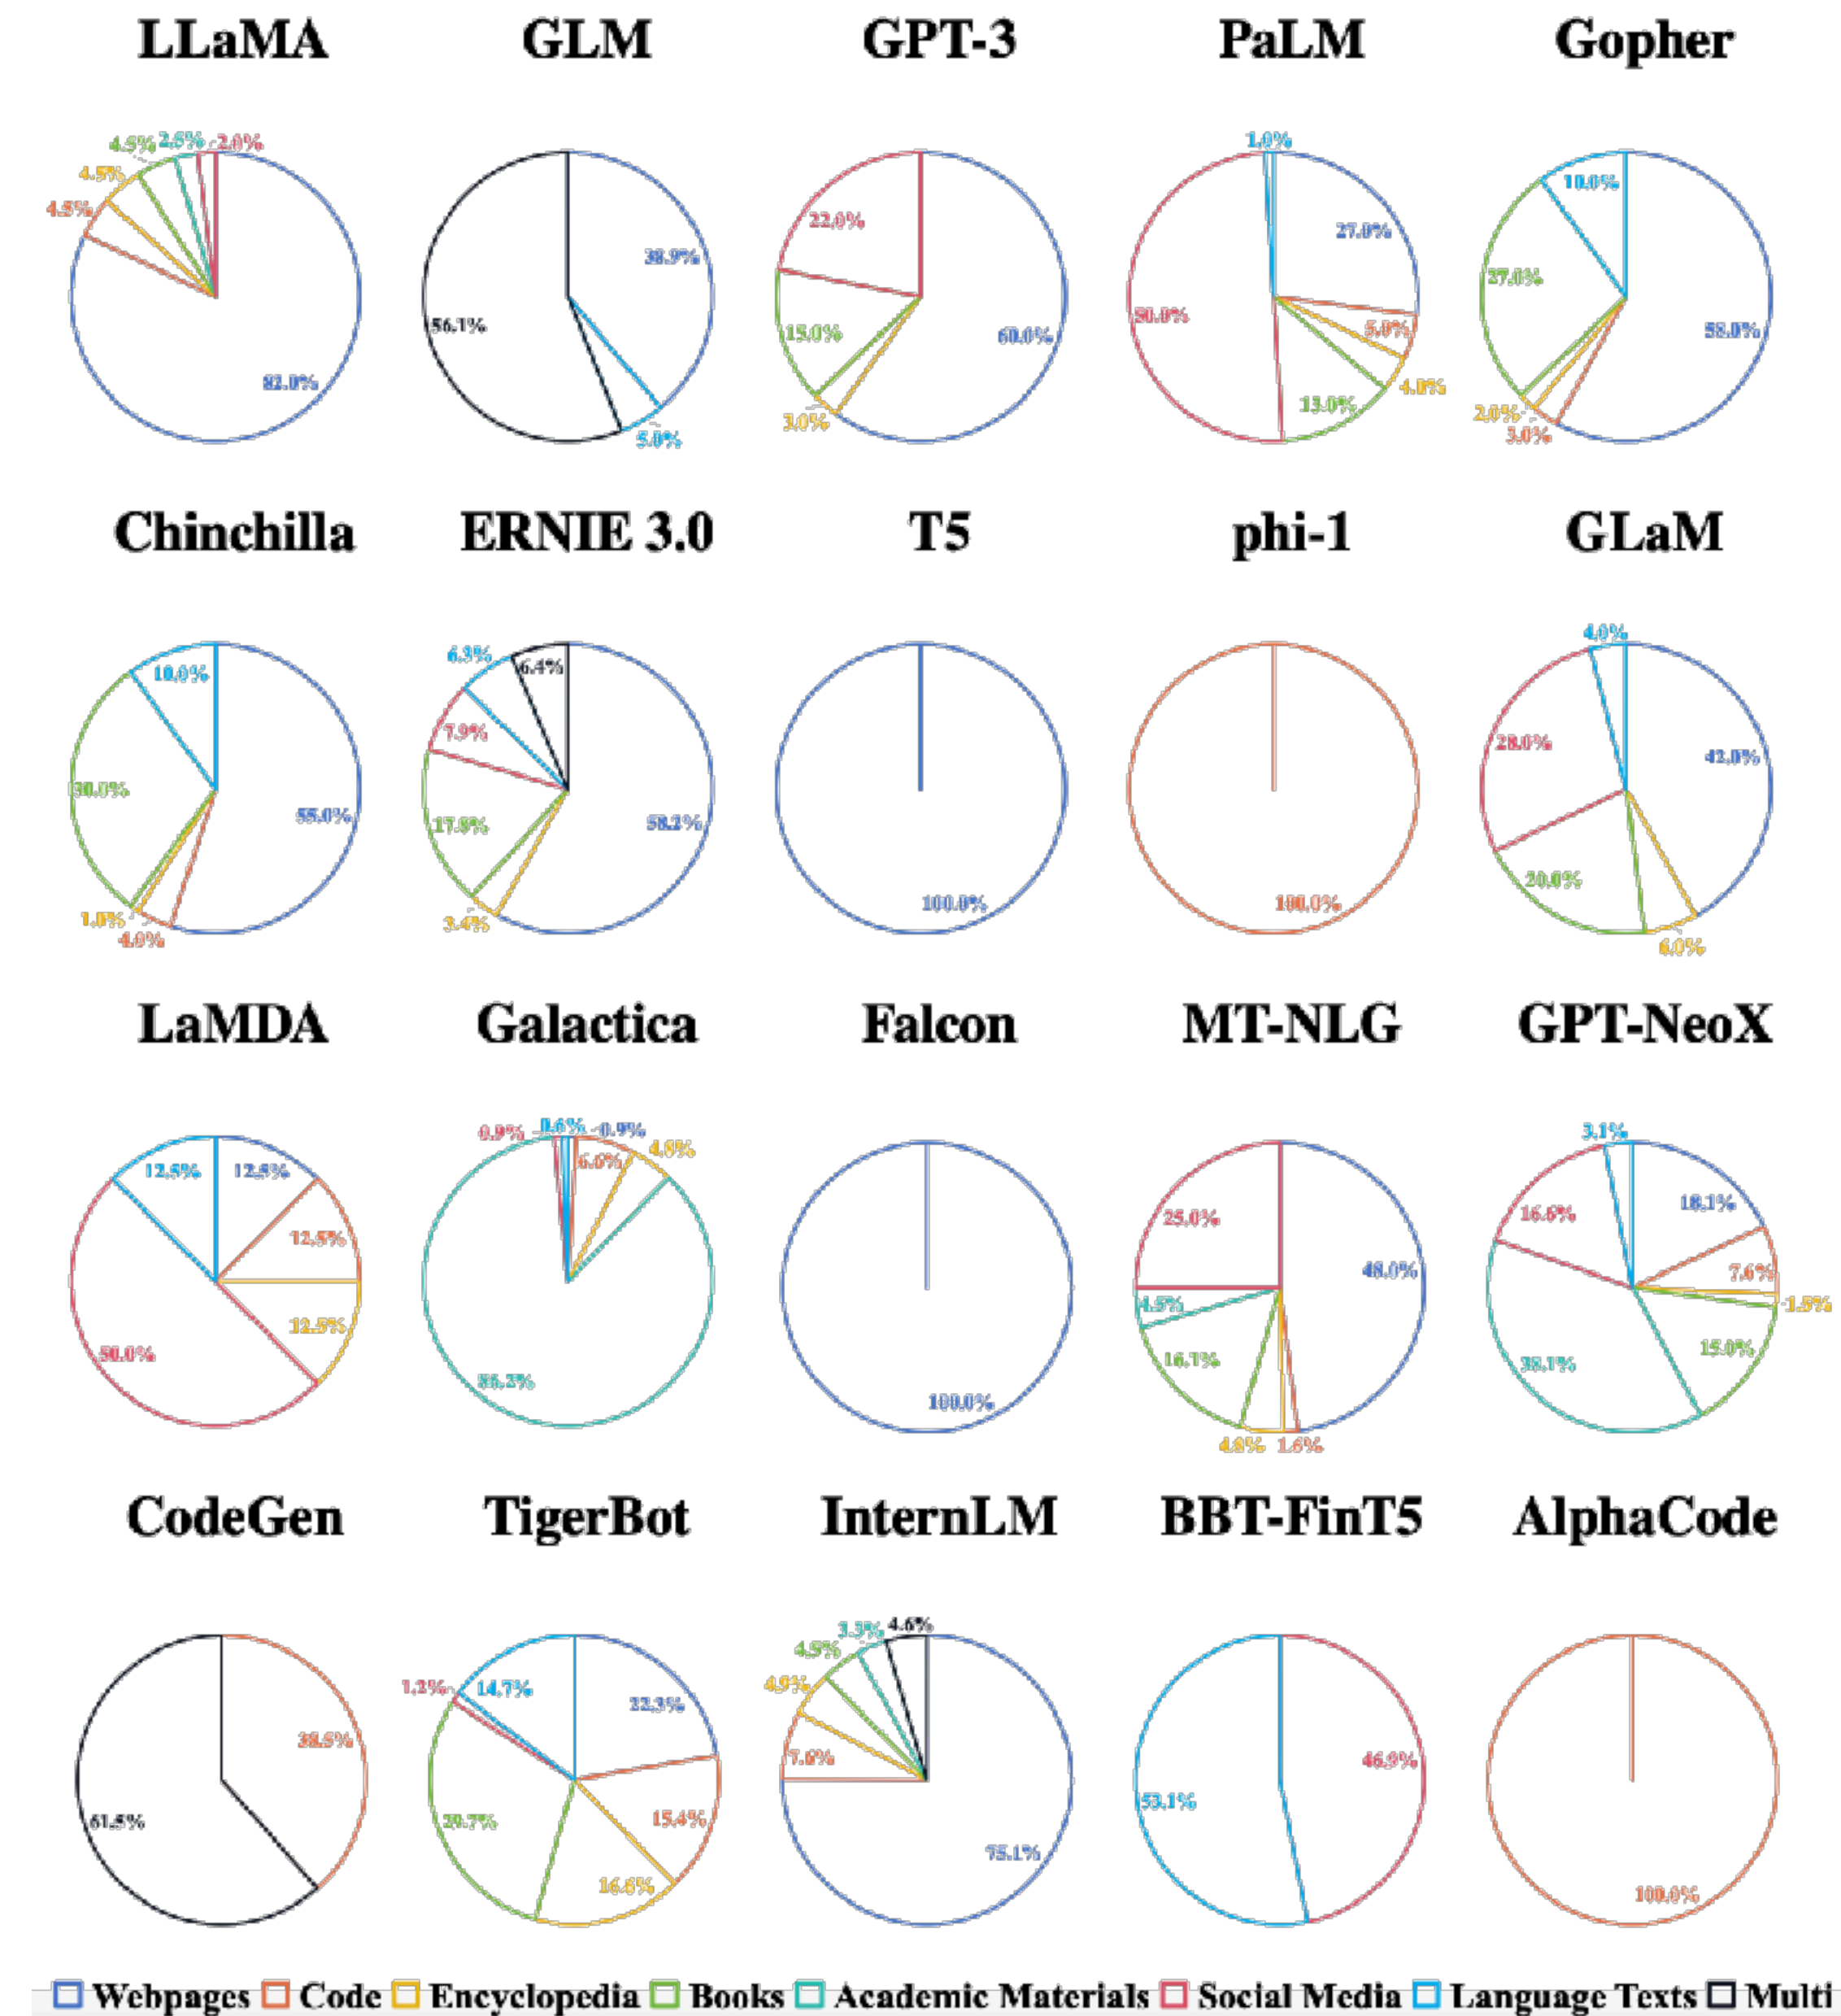 LLaMA GLM GPT-3 PaLM Gopher
4.5% 2.5% 2.0% 1.0%
4.5% 10.0%
4.5% 22.0% 27.0%
38.9% 27.0%
56.1% 15.0% 60.0% 50.0% 5.0% 58.0%
82.0% 4.0%
5.0% 3.0% 13.0% 2.0%
3.0%
Chinchilla ERNIE 3.0 T5 phi-1 GLaM
10.0% 6.3% 6.4% 4.0%
7.9% 28.0% 42.0%
30.0% 55.0% 58.2%
20.0%
1.0% 3.4% 100.0% 100.0%
4.0% 6.0%
LaMDA Galactica Falcon MT-NLG GPT-NeoX
0.9% 0.6% 0.9% 3.1%
12.5% 12.5% 6.6% 25.0% 16.6% 18.1%
12.5% 48.0% 7.6%
12.5% 4.5% 1.5%
50.0% 86.2% 16.1% 38.1% 15.0%
100.0%
4.8% 1.6%
CodeGen TigerBot InternLM BBT-FinT5 AlphaCode
4.9% 3.3% 4.6%
1.2% 14.7% 22.3% 4.9%
38.5% 7.6% 46.9%
61.5% 15.4% 53.1%
16.6% 75.1% 100.0%
Webpages Code Encyclopedia Books Academic Materials Social Media Language Texts Multi